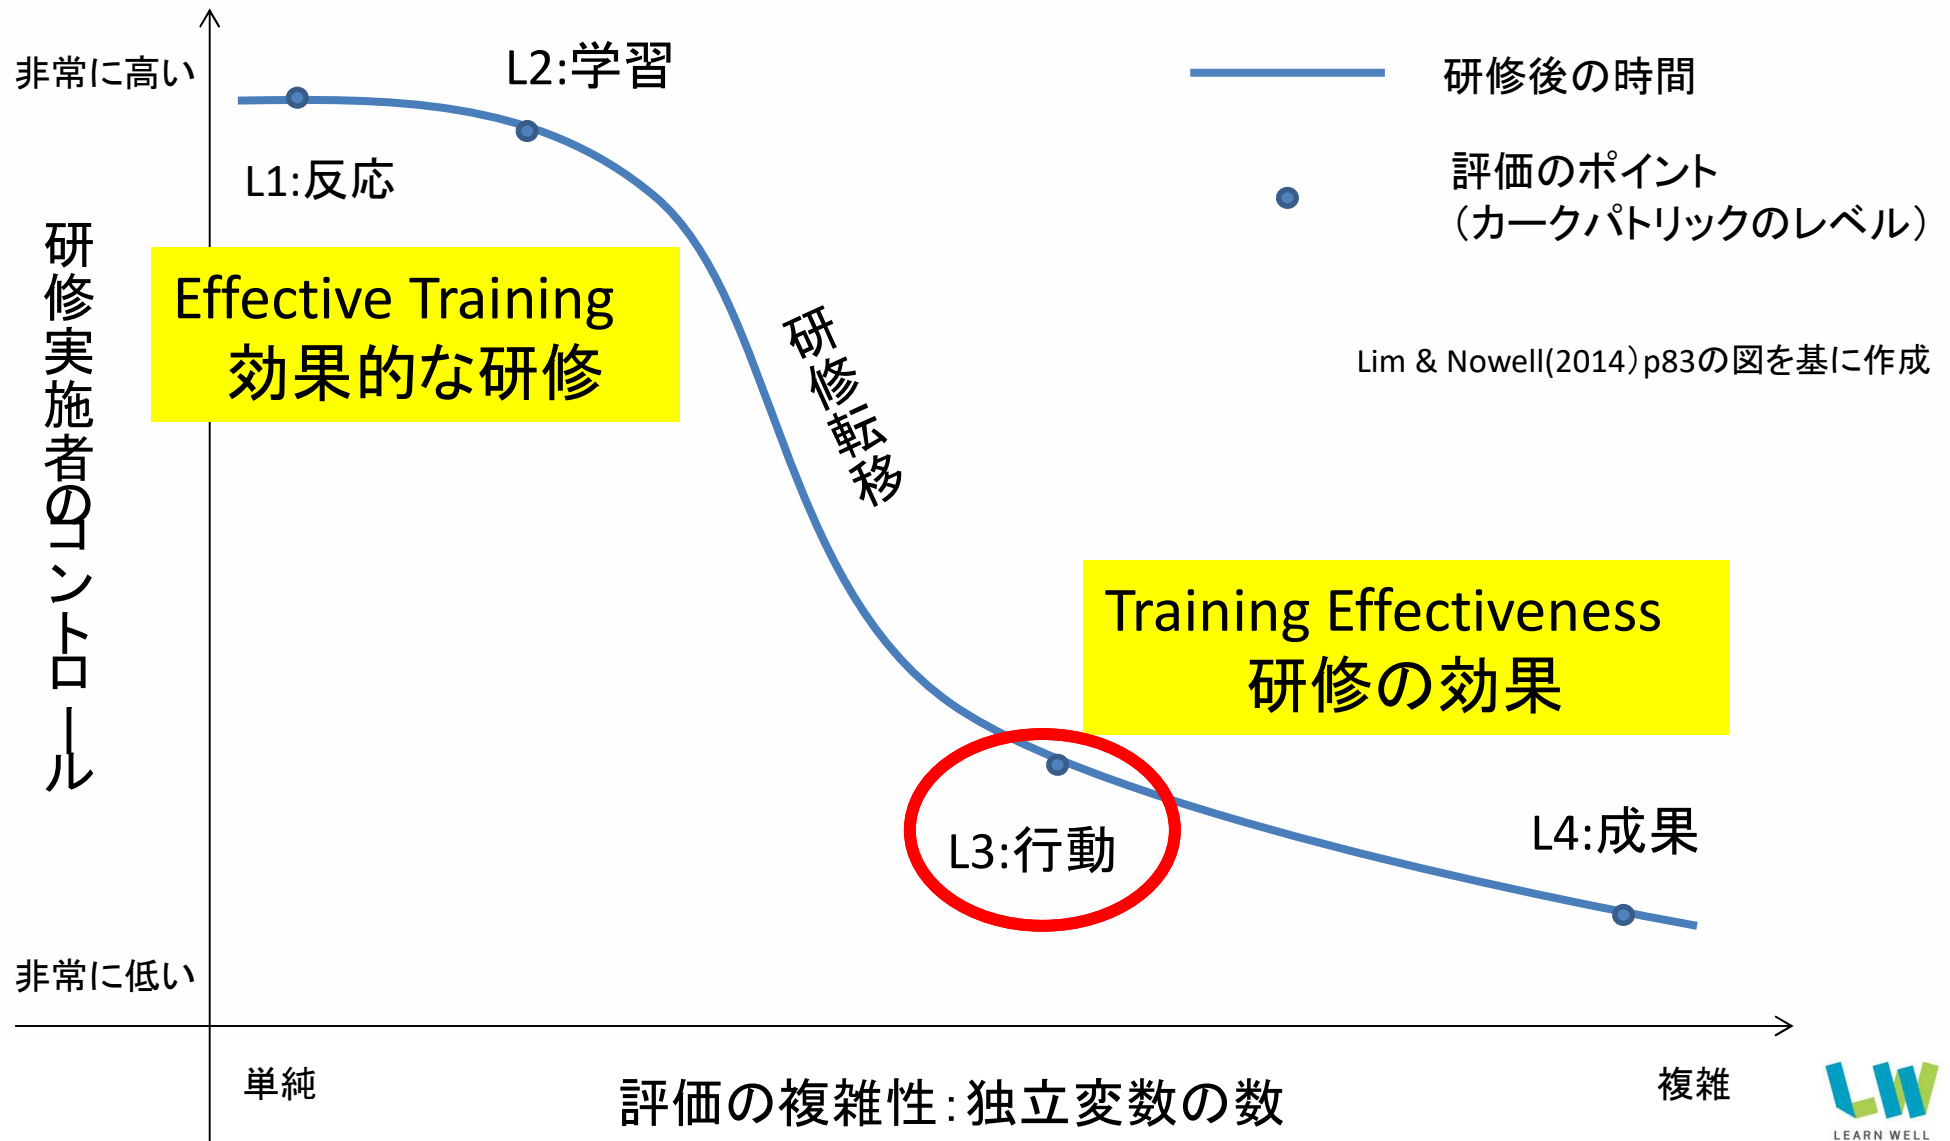 非常に高い
L2:学習
研修後の時間
L1:反応
評価のポイント
（カークパトリックのレベル）
研修実施者のコントロール
Effective Training
効果的な研修
研修転移
Lim & Nowell(2014）p83の図を基に作成
Training Effectiveness
研修の効果
L3:行動
L4:成果
非常に低い
単純
評価の複雑性：独立変数の数
複雑
LW
LEARN WELL